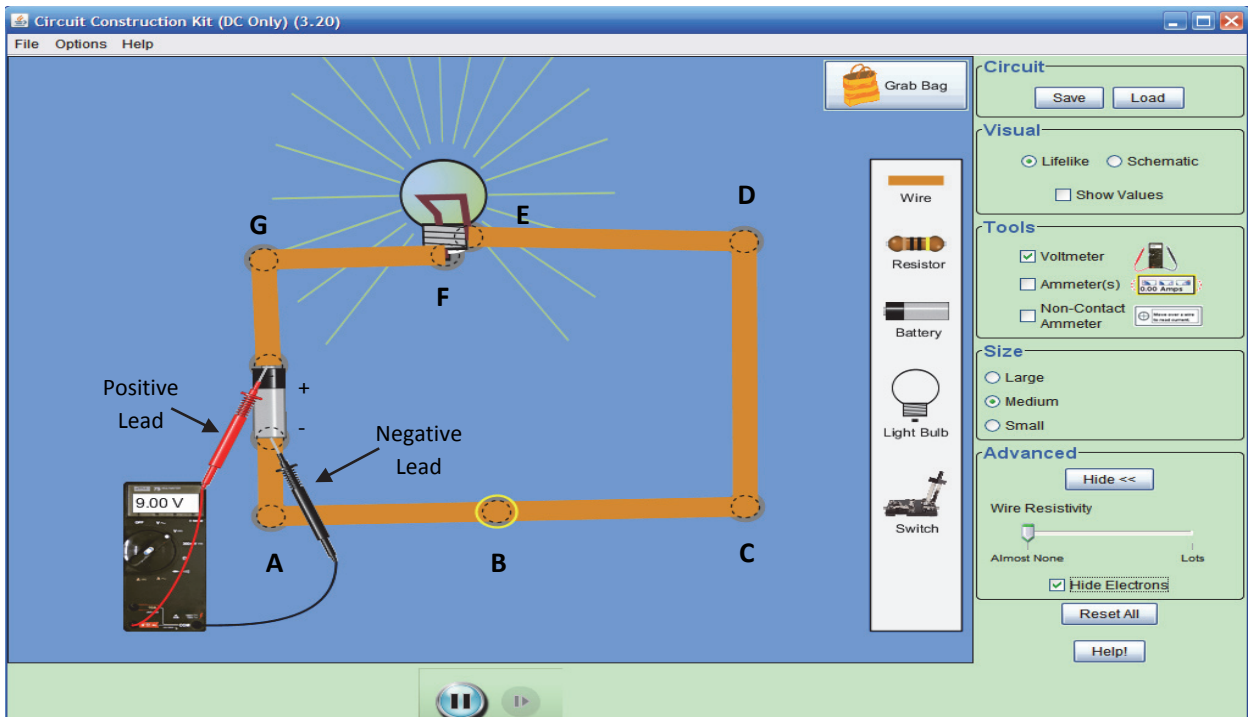 Circuit Construction Kit (DC Only) (3.20)
File Options Help
Grab Bag
Wire
Resistor
Battery
Light Bulb
Switch
G
E
D
F
Positive
Lead
+
-
Negative
Lead
9.00 V
A
B
C
Circuit
Save Load
Visual
Lifelike Schematic
Show Values
Tools
Voltmeter
Ammeter(s)
0.00 Amps
Non-Contact
Ammeter
Size
Large
Medium
Small
Advanced
Hide <<
Wire Resistivity
Almost None Lots
Hide Electrons
Reset All
Help!